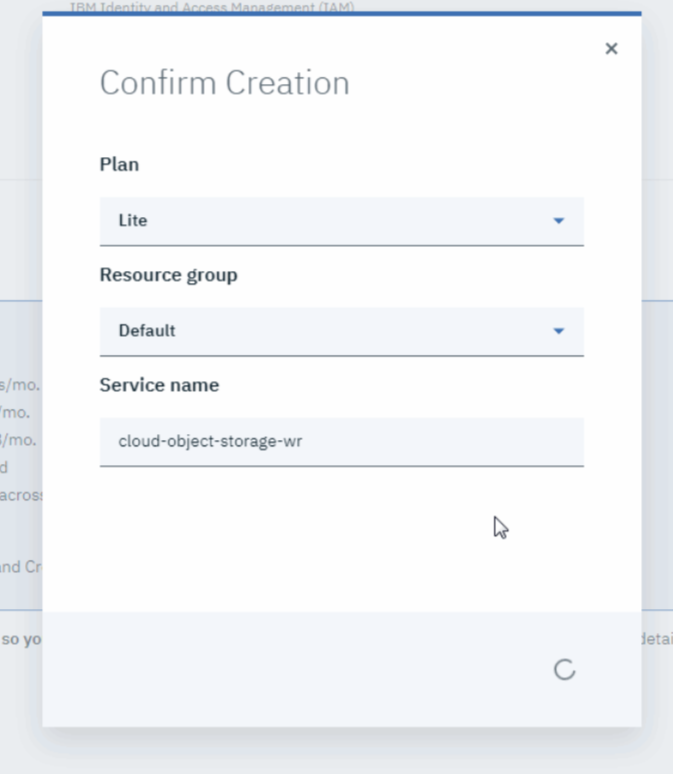 IBM Identity and Access Management (IAM)
×
Confirm Creation
Plan
Lite
Resource group
Default
s/mo.
Service name
/mo.
/mo.
cloud-object-storage-wr
d
across
and Cr
so yo
detai